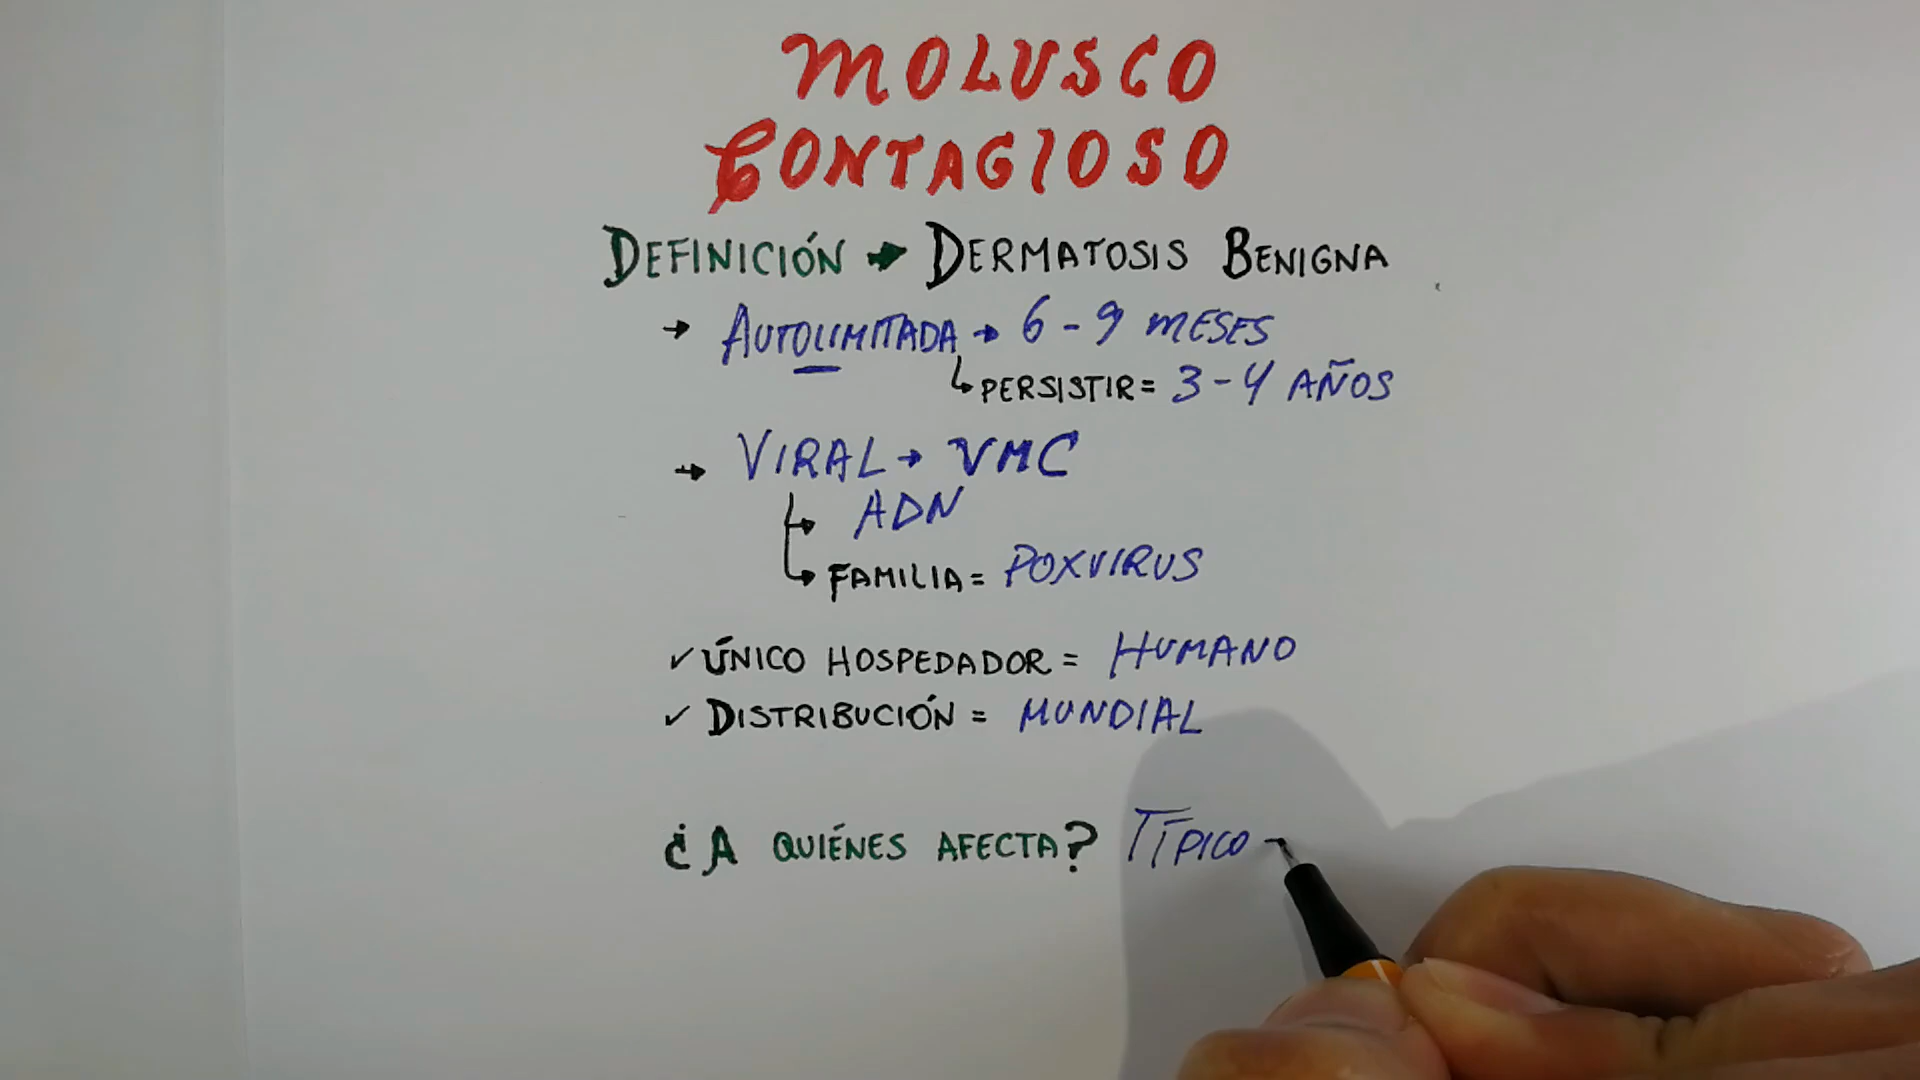 MOLUSCO
CONTAGIOSO
DEFINICIÓN → DERMATOSIS BENIGNA
→ AUTOLIMITADA → 6 - 9 MESES
↳ PERSISTIR = 3 - 4 AÑOS
→ VIRAL → VMC
↳ ADN
↳ FAMILIA = POXVIRUS
✓ ÚNICO HOSPEDADOR = HUMANO
✓ DISTRIBUCIÓN = MUNDIAL
¿A QUIÉNES AFECTA? TÍPICO -